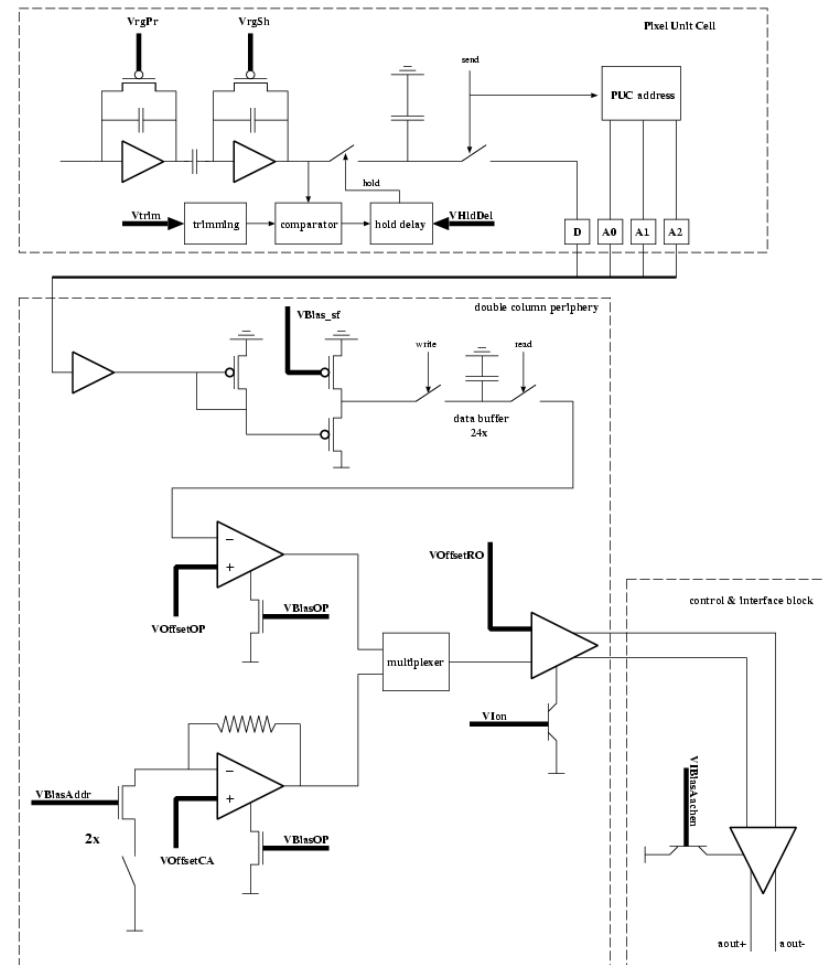 VrgPr
VrgSh
Pixel Unit Cell
send
PUC address
hold
Vtrim
trimming
comparator
hold delay
VHldDel
D
A0
A1
A2
double column periphery
VBias_sf
write
read
data buffer
24x
VOffsetRO
control & interface block
VOffsetOP
VBiasOP
multiplexer
VIon
VBiasAddr
2x
VOffsetCA
VBiasOP
VIBiasAachen
aout+
aout-
−
+
−
+